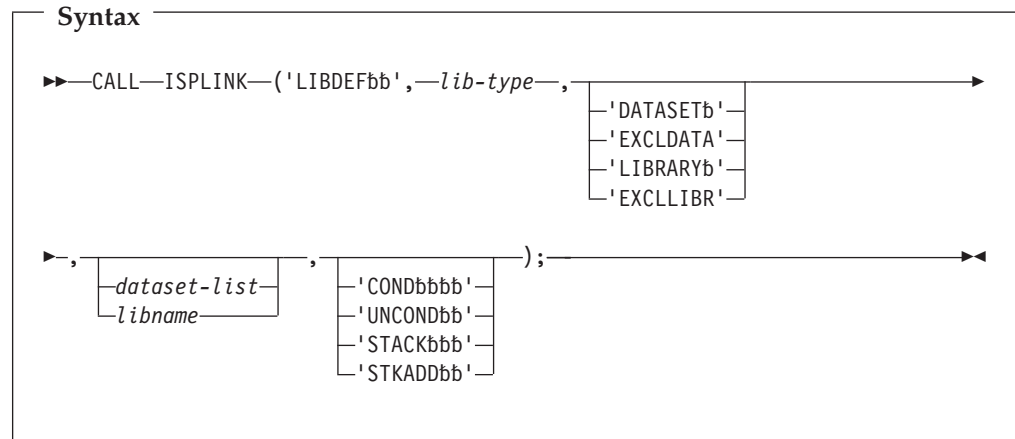 Syntax
CALL ISPLINK ('LIBDEFƀƀ', lib-type ,
'DATASETƀ'
'EXCLDATA'
'LIBRARYƀ'
'EXCLLIBR'
, dataset-list , );
libname
'CONDƀƀƀƀ'
'UNCONDƀƀ'
'STACKƀƀƀ'
'STKADDƀƀ'